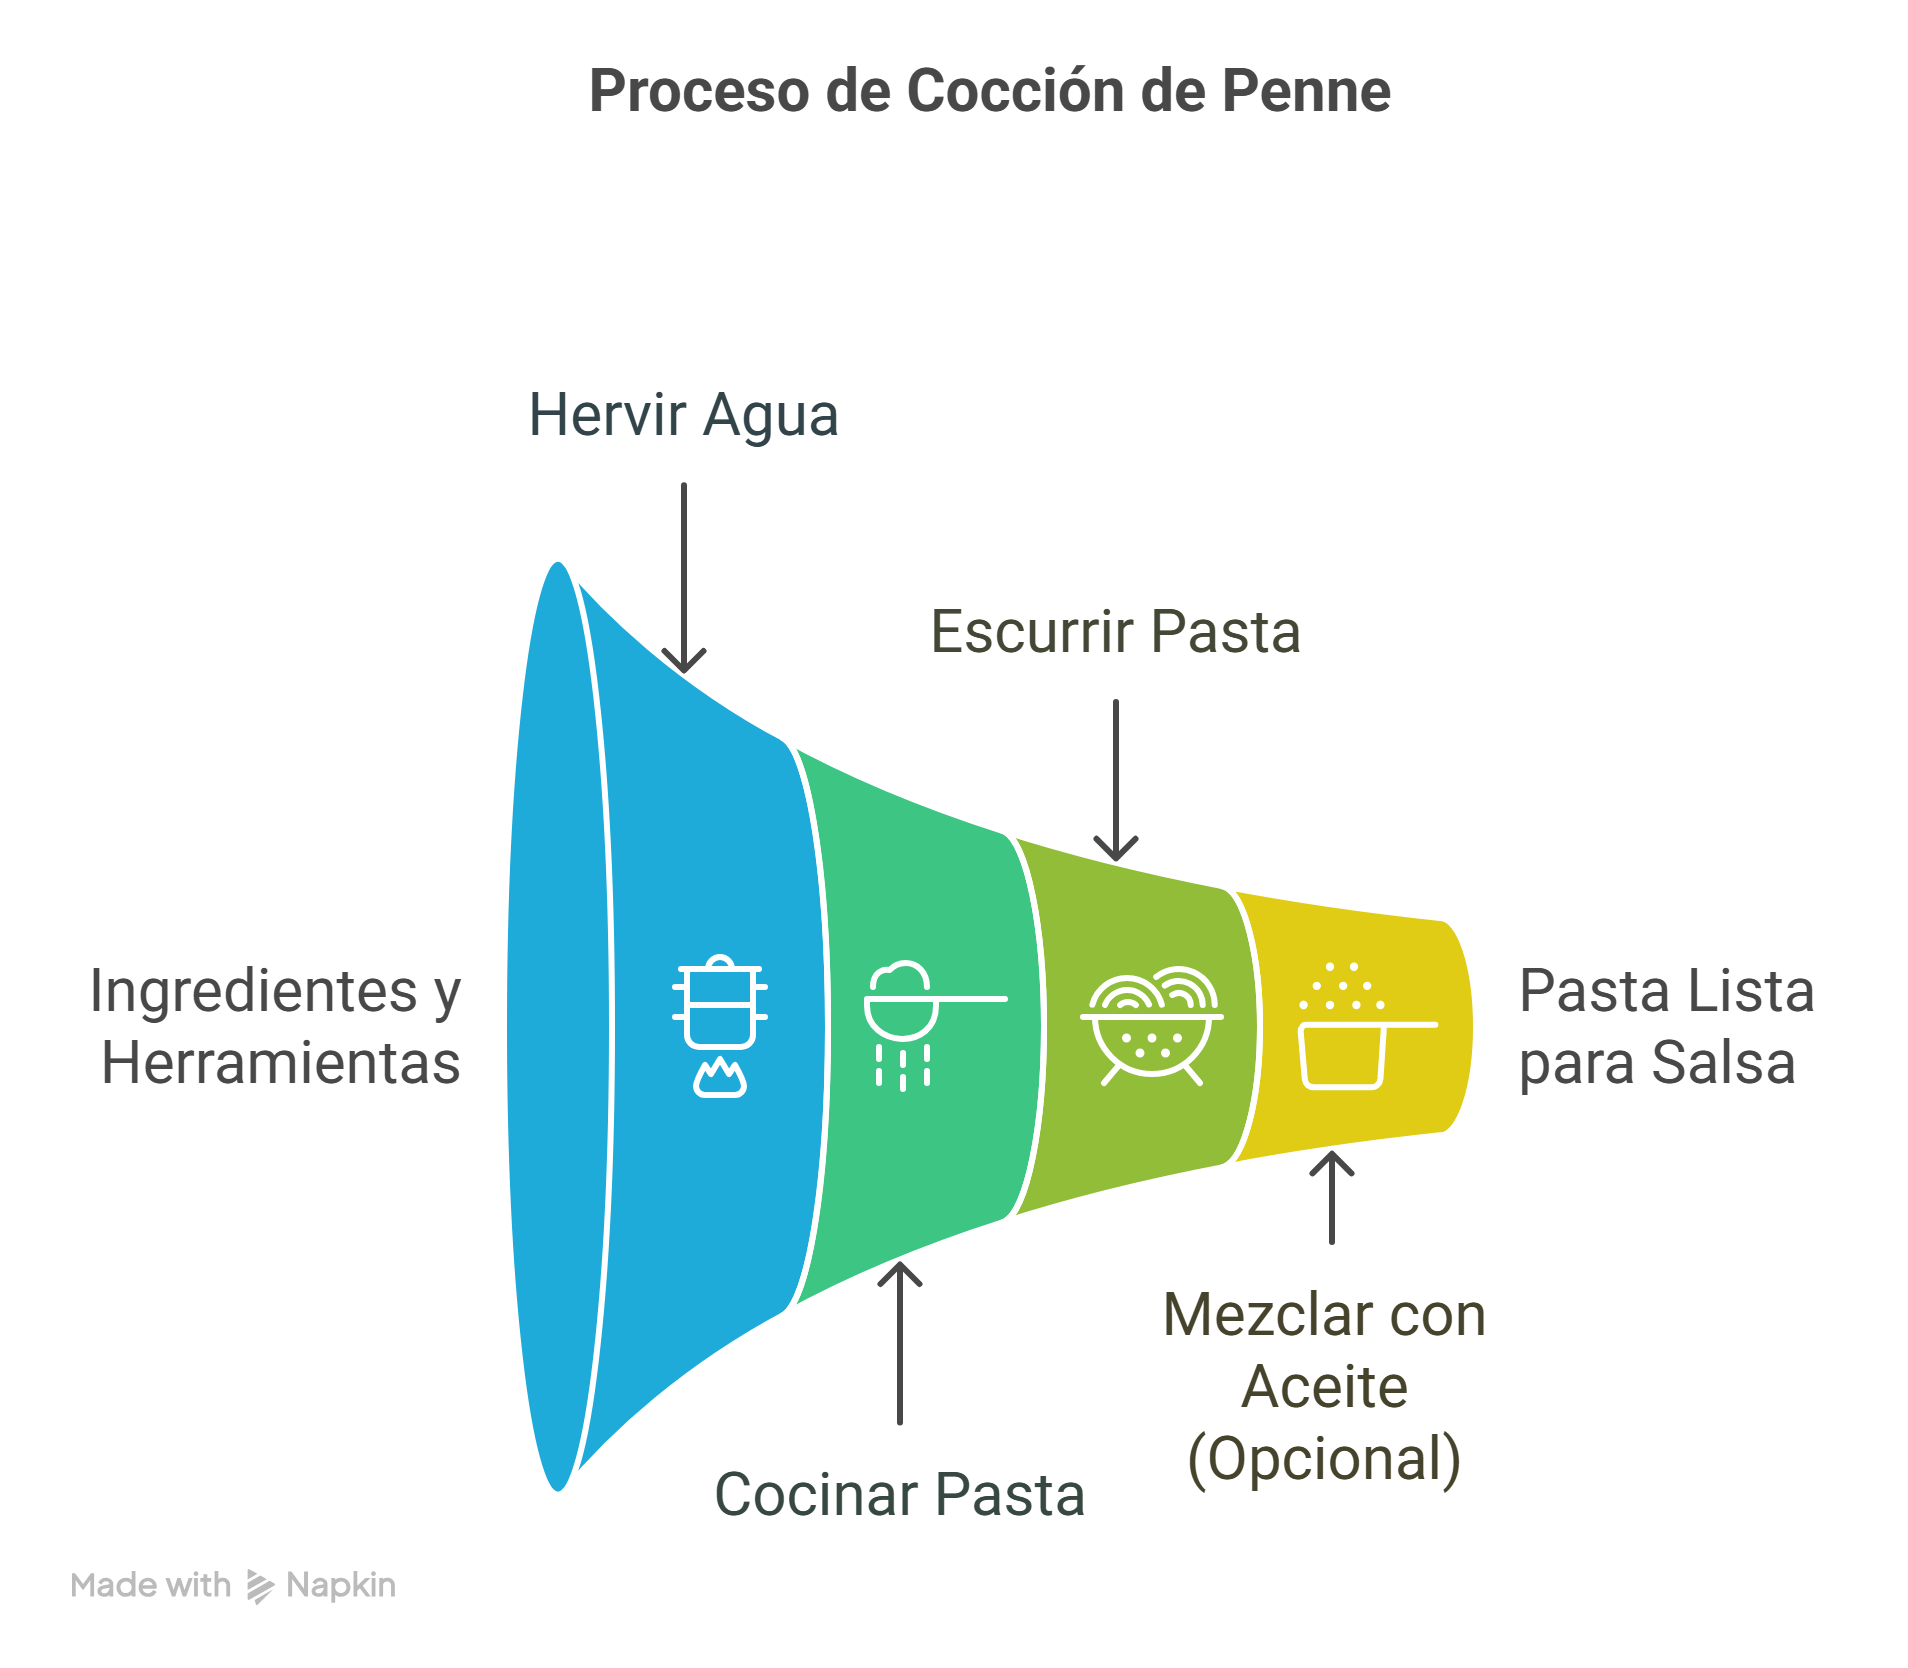 Proceso de Cocción de Penne
Hervir Agua
Escurrir Pasta
Ingredientes y
Herramientas
Pasta Lista
para Salsa
Mezclar con
Aceite
(Opcional)
Cocinar Pasta
Made with Napkin